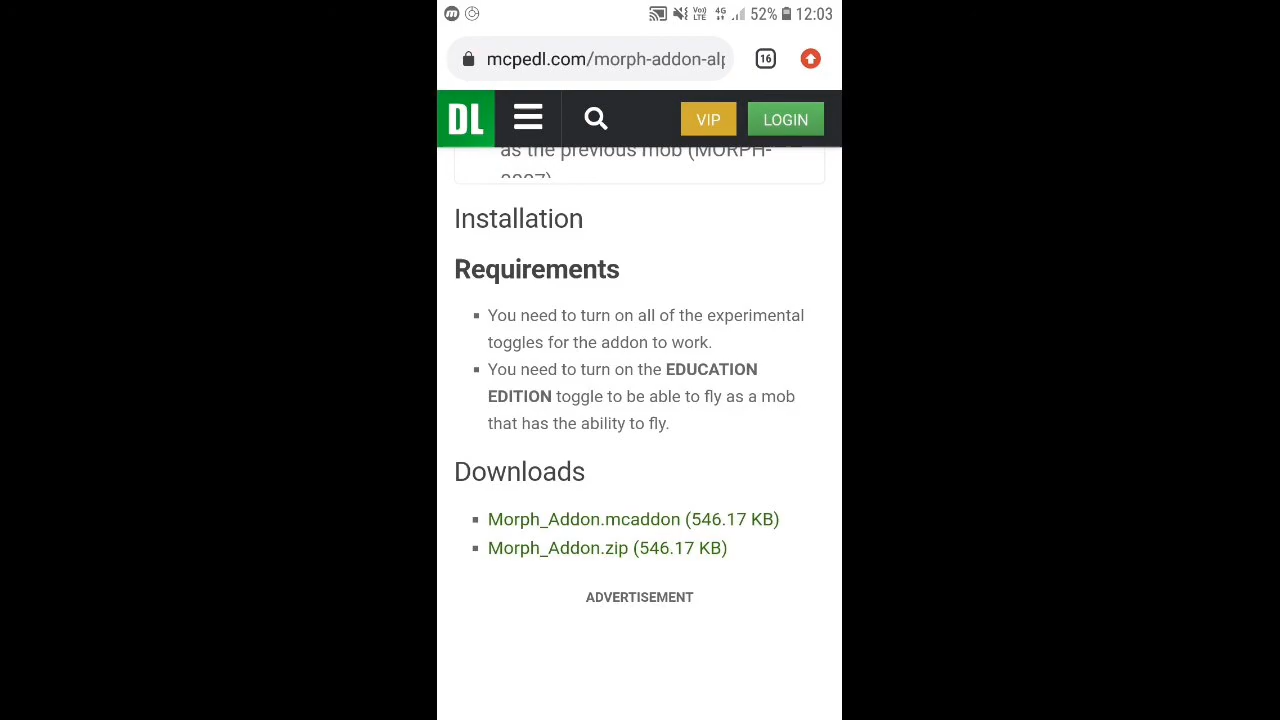 52% 12:03
mcpedl.com/morph-addon-alp
16
DL VIP LOGIN
as the previous mob (MORPH-
Installation
Requirements
You need to turn on all of the experimental
toggles for the addon to work.
You need to turn on the EDUCATION
EDITION toggle to be able to fly as a mob
that has the ability to fly.
Downloads
Morph_Addon.mcaddon (546.17 KB)
Morph_Addon.zip (546.17 KB)
ADVERTISEMENT